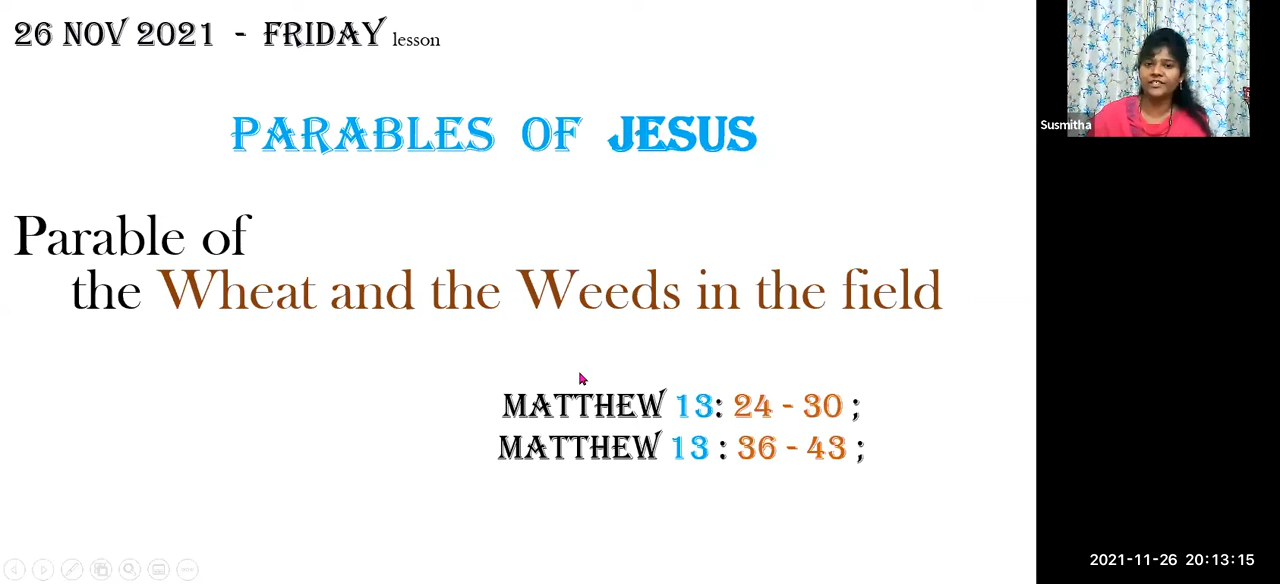 26 NOV 2021 - FRIDAY lesson
PARABLES OF JESUS
Parable of
the Wheat and the Weeds in the field
MATTHEW 13: 24 - 30 ;
MATTHEW 13 : 36 - 43 ;
Susmitha
2021-11-26 20:13:15